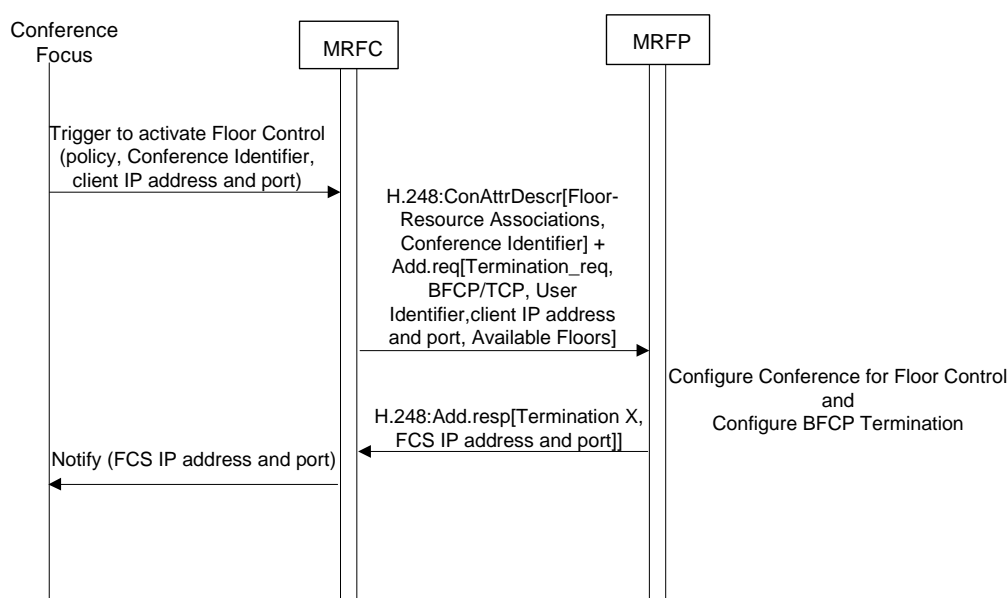 Conference
Focus
MRFC
MRFP
Trigger to activate Floor Control
(policy, Conference Identifier,
client IP address and port)
H.248:ConAttrDescr[Floor-
Resource Associations,
Conference Identifier] +
Add.req[Termination_req,
BFCP/TCP, User
Identifier,client IP address
and port, Available Floors]
Configure Conference for Floor Control
and
Configure BFCP Termination
H.248:Add.resp[Termination X,
FCS IP address and port]]
Notify (FCS IP address and port)